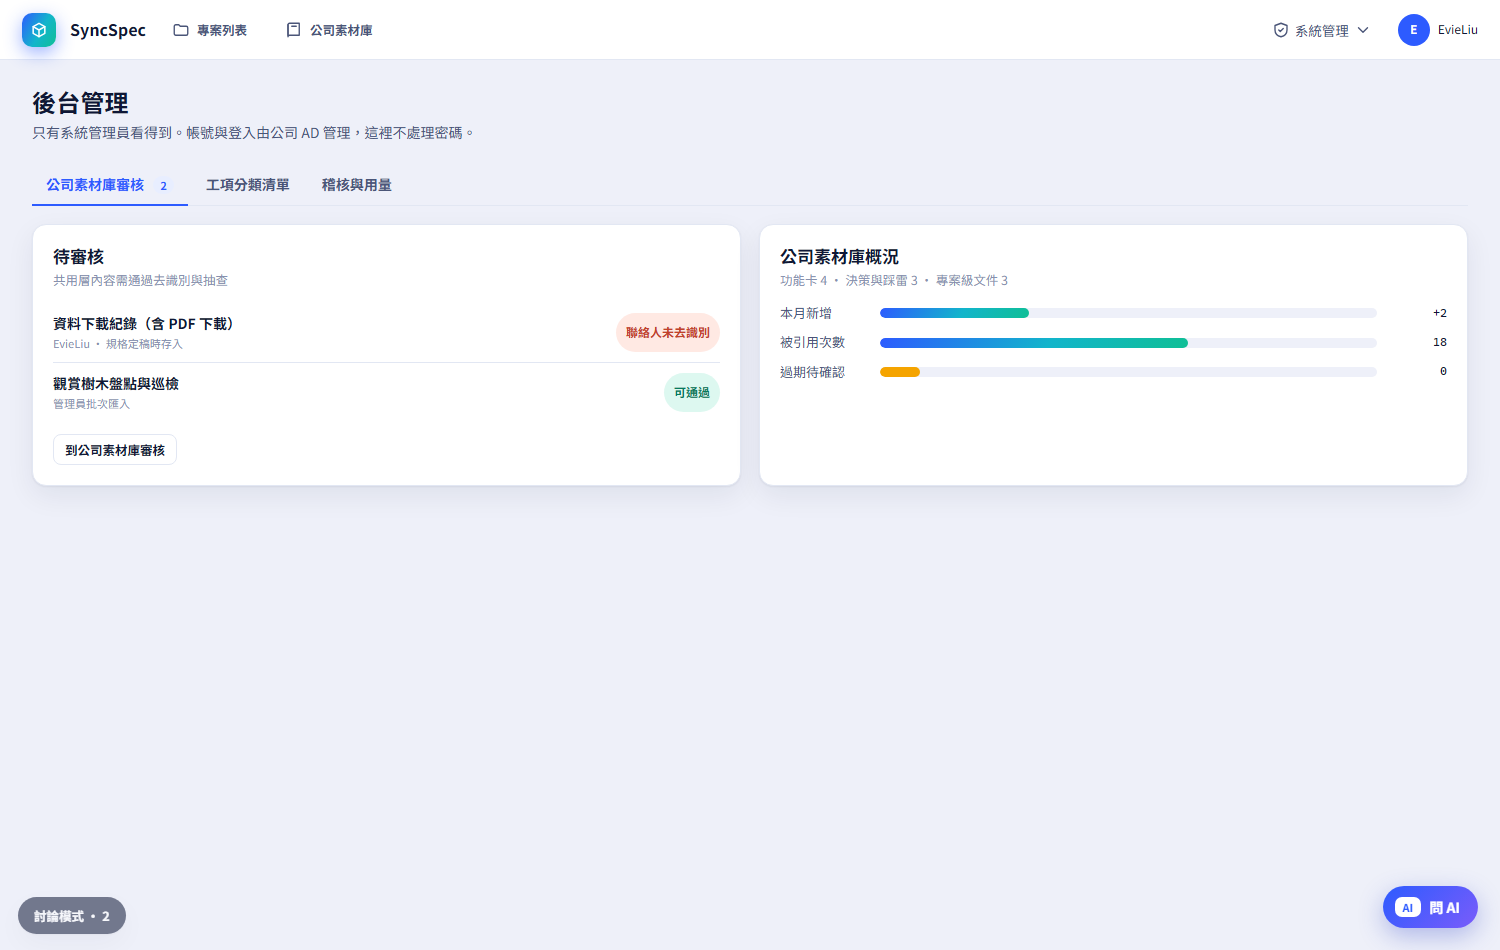 SyncSpec
專案列表
公司素材庫
系統管理
E
EvieLiu
後台管理
只有系統管理員看得到。帳號與登入由公司 AD 管理，這裡不處理密碼。
公司素材庫審核 2
工項分類清單
稽核與用量
待審核
共用層內容需通過去識別與抽查
資料下載紀錄（含 PDF 下載）
EvieLiu · 規格定稿時存入
聯絡人未去識別
觀賞樹木盤點與巡檢
管理員批次匯入
可通過
到公司素材庫審核
公司素材庫概況
功能卡 4 · 決策與踩雷 3 · 專案級文件 3
本月新增 +2
被引用次數 18
過期待確認 0
討論模式 · 2
AI 問 AI